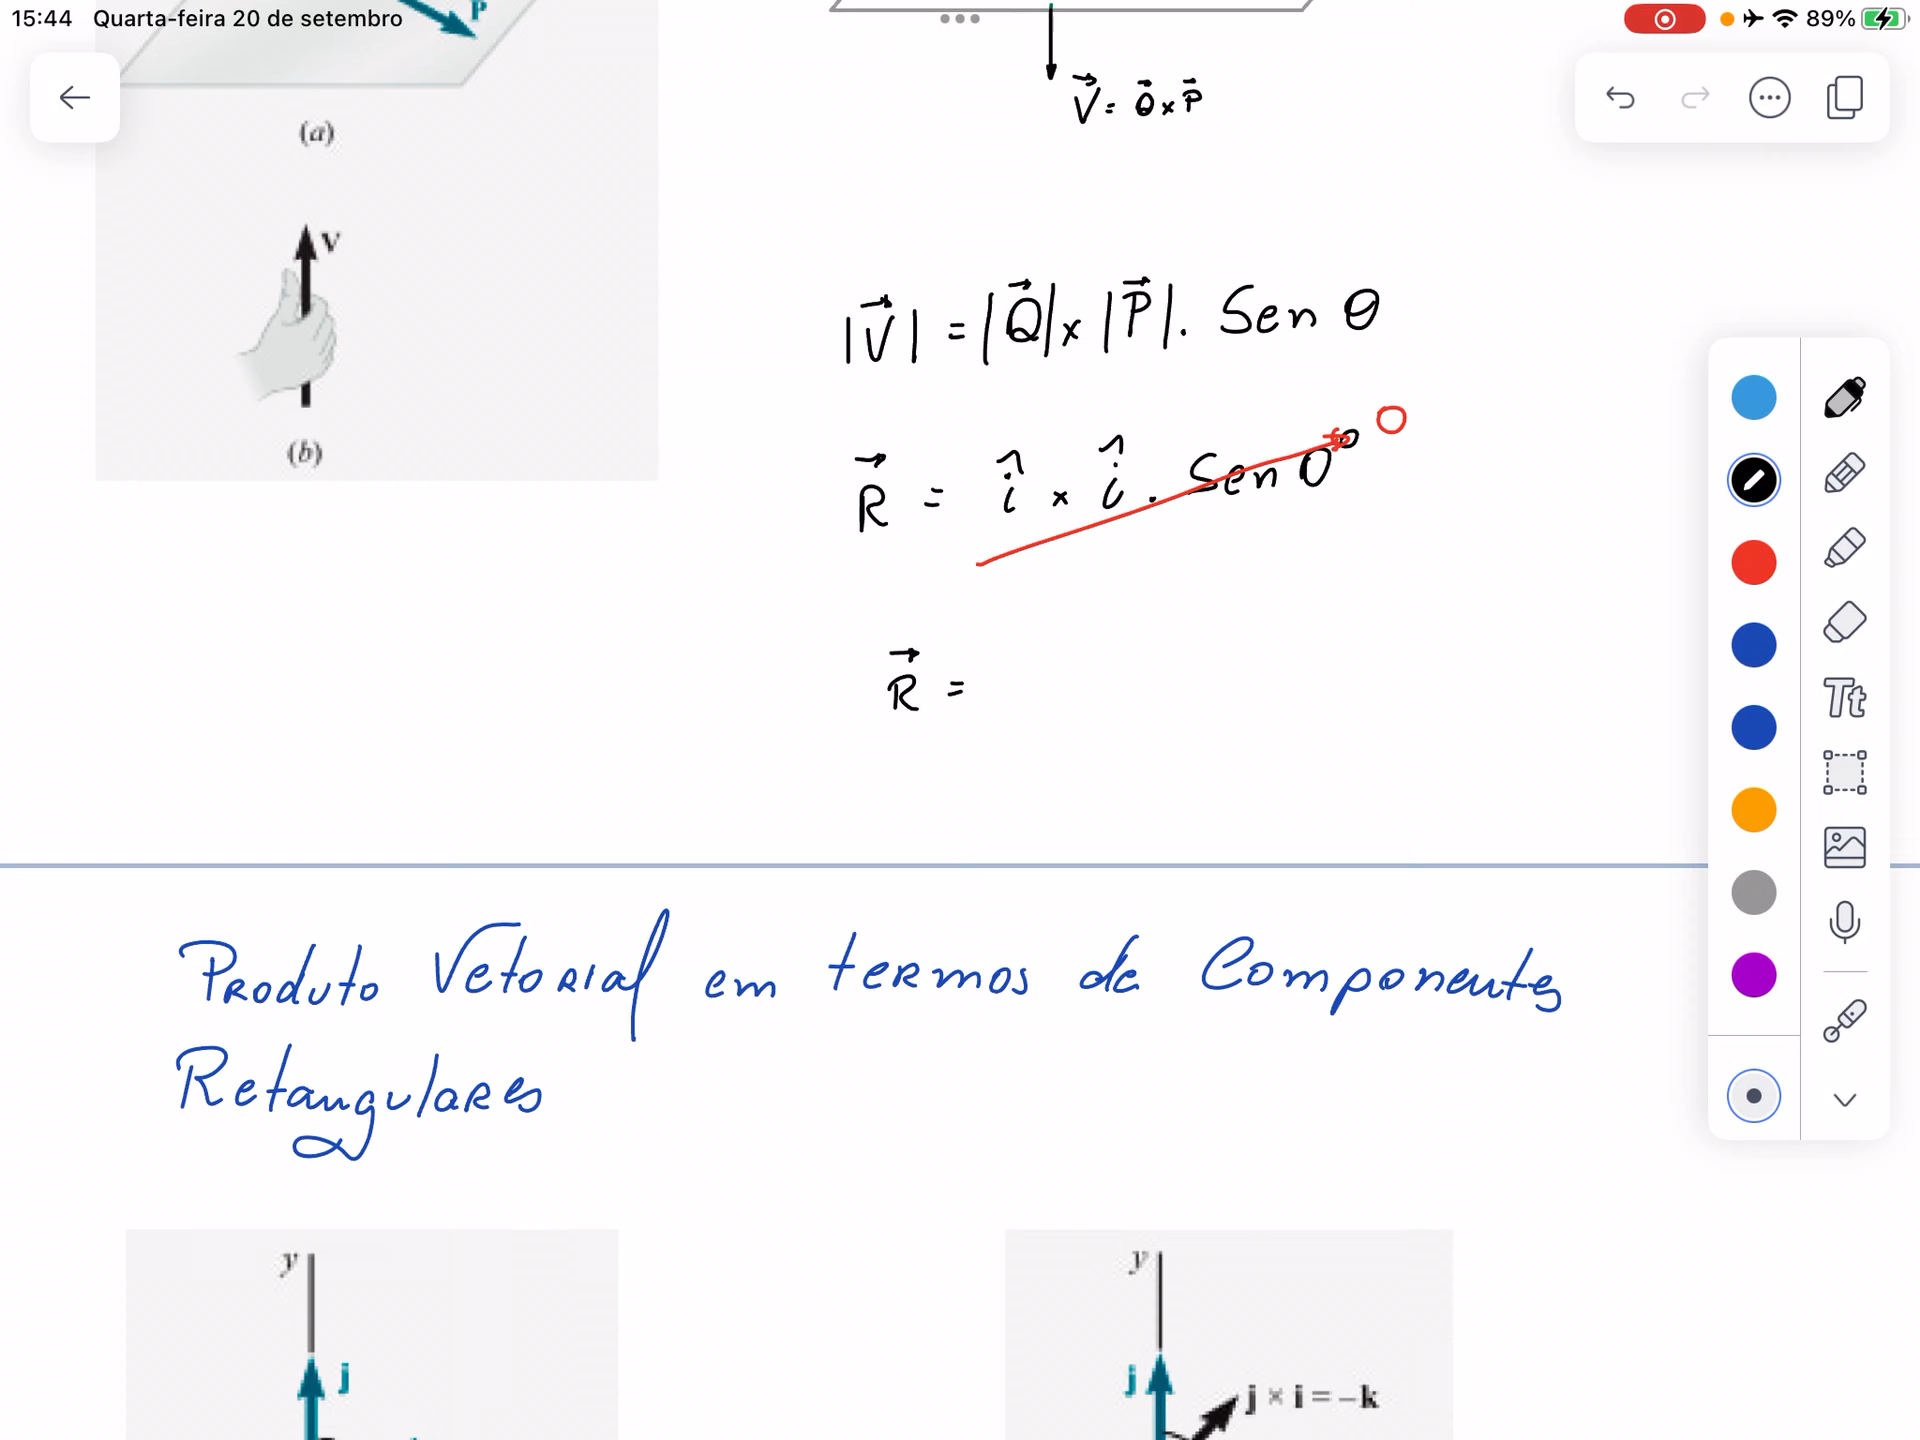 15:44 Quarta-feira 20 de setembro
89%
P
(a)
V
(b)
V⃗ = Q⃗ x P⃗
|V⃗| = |Q⃗| x |P⃗| . Sen θ
R⃗ = î x î . Sen 0° 0
R⃗ =
Tt
Produto Vetorial em termos de Componentes
Retangulares
y
j
y
j
j × i = −k